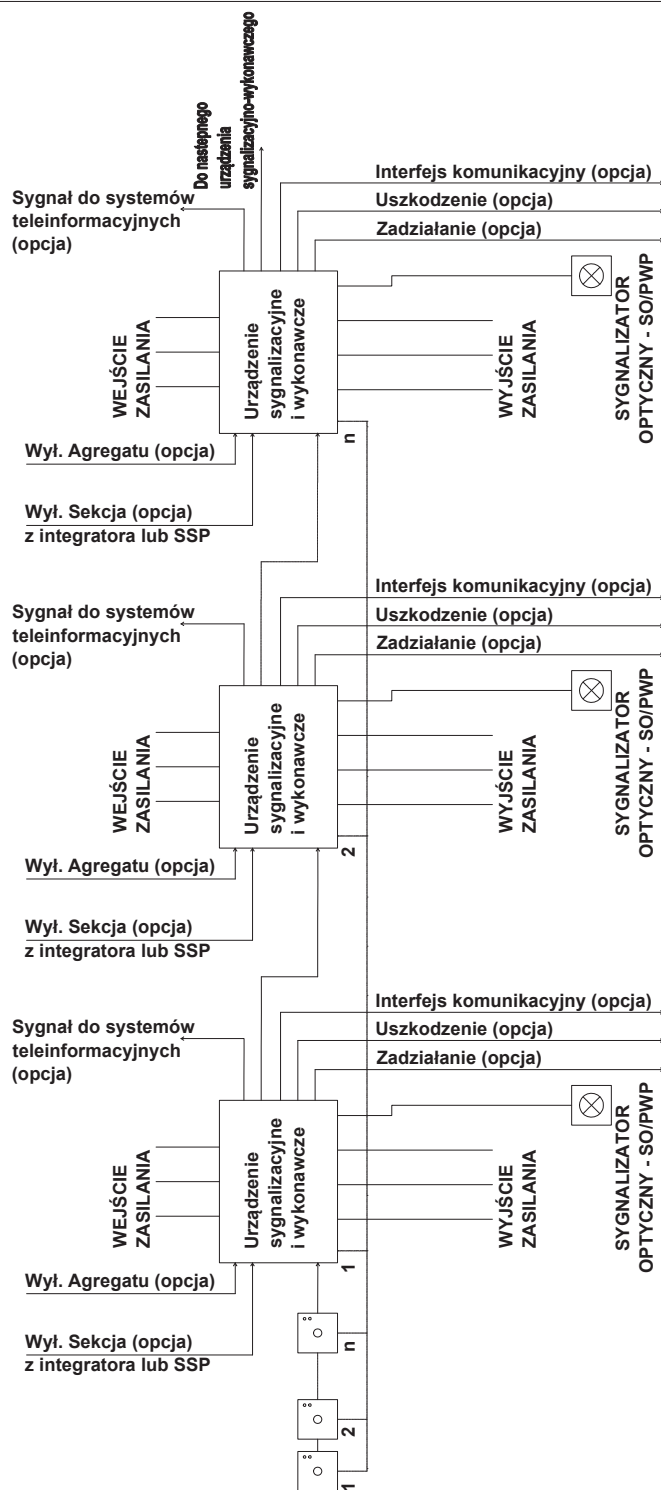 Do nastepnego
urządzenia
sygnalizacyjno-wykonawczego
Sygnał do systemów
teleinformacyjnych
(opcja)
Interfejs komunikacyjny (opcja)
Uszkodzenie (opcja)
Zadziałanie (opcja)
WEJŚCIE
ZASILANIA
Urządzenie
sygnalizacyjne
i wykonawcze
WYJŚCIE
ZASILANIA
SYGNALIZATOR
OPTYCZNY - SO/PWP
Wył. Agregatu (opcja)
n
Wył. Sekcja (opcja)
z integratora lub SSP
Sygnał do systemów
teleinformacyjnych
(opcja)
Interfejs komunikacyjny (opcja)
Uszkodzenie (opcja)
Zadziałanie (opcja)
WEJŚCIE
ZASILANIA
Urządzenie
sygnalizacyjne
i wykonawcze
WYJŚCIE
ZASILANIA
SYGNALIZATOR
OPTYCZNY - SO/PWP
Wył. Agregatu (opcja)
2
Wył. Sekcja (opcja)
z integratora lub SSP
Sygnał do systemów
teleinformacyjnych
(opcja)
Interfejs komunikacyjny (opcja)
Uszkodzenie (opcja)
Zadziałanie (opcja)
WEJŚCIE
ZASILANIA
Urządzenie
sygnalizacyjne
i wykonawcze
WYJŚCIE
ZASILANIA
SYGNALIZATOR
OPTYCZNY - SO/PWP
Wył. Agregatu (opcja)
1
Wył. Sekcja (opcja)
z integratora lub SSP
n
2
1